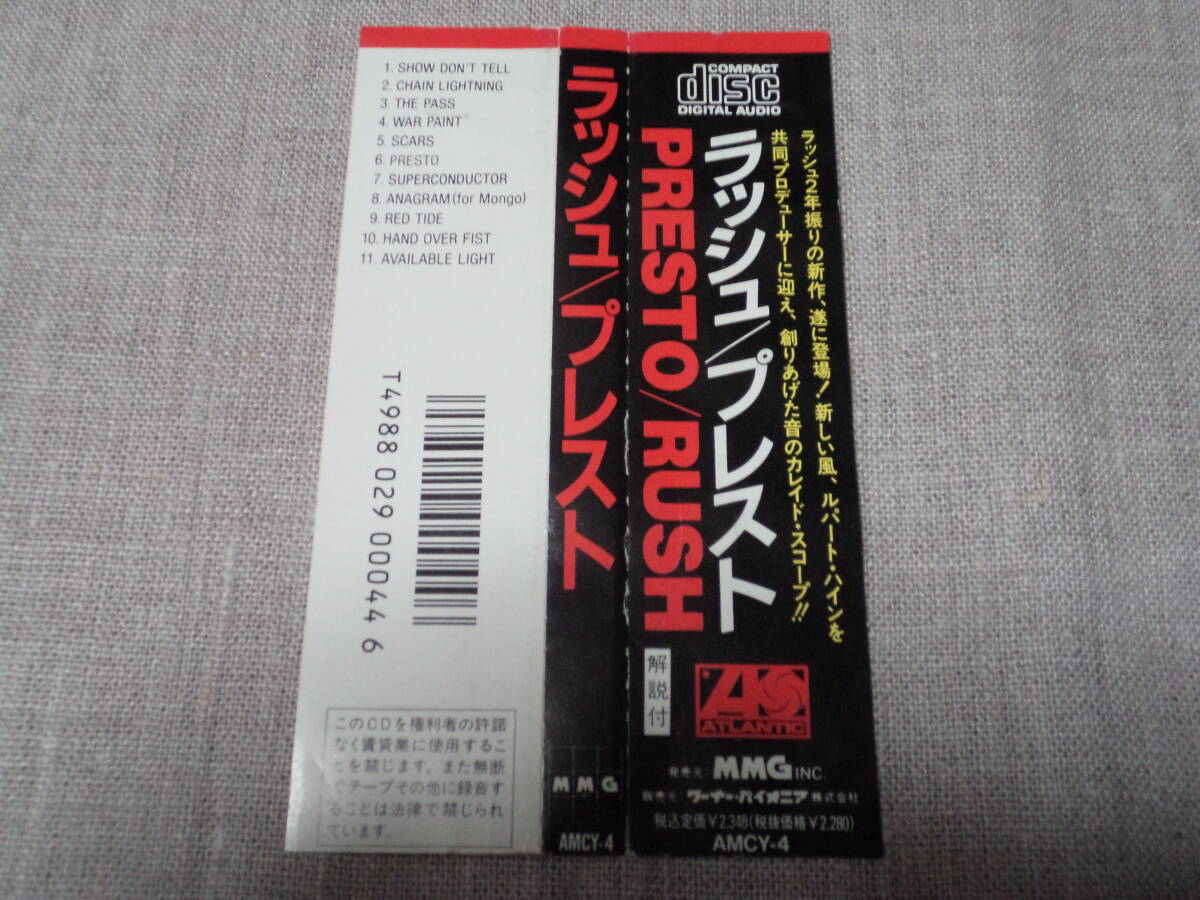 1. SHOW DON'T TELL
2. CHAIN LIGHTNING
3. THE PASS
4. WAR PAINT
5. SCARS
6. PRESTO
7. SUPERCONDUCTOR
8. ANAGRAM (for Mongo)
9. RED TIDE
10. HAND OVER FIST
11. AVAILABLE LIGHT
T4988 029 00044 6
このCDを権利者の許諾
なく賃貸業に使用するこ
とを禁じます。また無断
でテープその他に録音す
ることは法律で禁じられ
ています。
ラッシュ/プレスト
MMG
AMCY-4
COMPACT
disc
DIGITAL AUDIO
ラッシュ2年振りの新作、遂に登場! 新しい風、ルパート・ハインを
共同プロデューサーに迎え、創りあげた音のカレイド・スコープ!!
ラッシュ/プレスト
PRESTO/RUSH
解説付
ATLANTIC
発売元: MMG INC.
販売元: ワーナー・パイオニア株式会社
税込定価¥2,348(税抜価格¥2,280)
AMCY-4